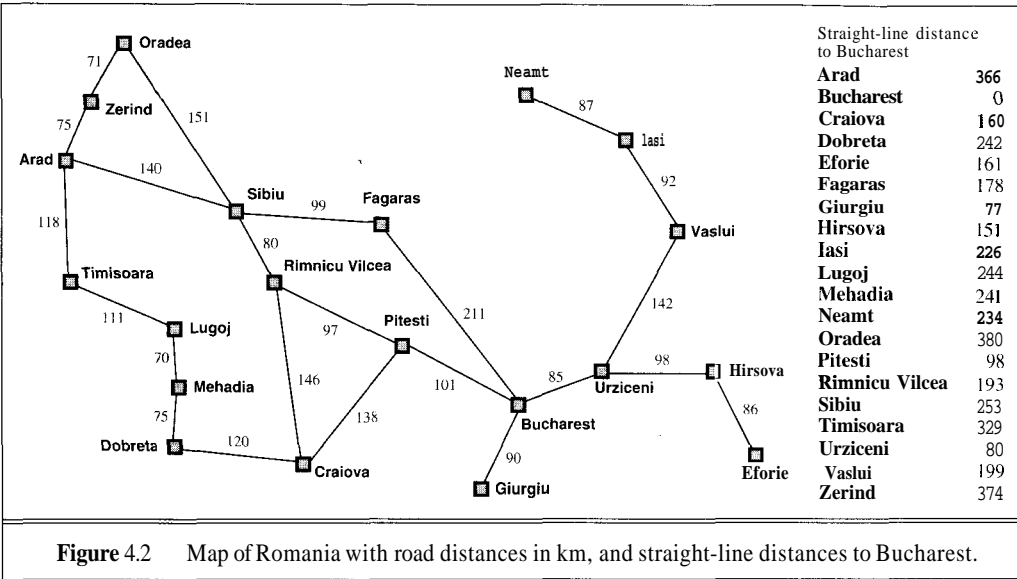 Oradea
71
Neamt
Zerind
87
151
75
Iasi
Arad
140
92
Sibiu
99
Fagaras
118
Vaslui
80
Timisoara
Rimnicu Vilcea
142
111
Lugoj
97
Pitesti
211
70
98
Hirsova
Mehadia
146
101
85
Urziceni
75
138
86
Bucharest
Dobreta
120
90
Craiova
Eforie
Giurgiu
Straight-line distance
to Bucharest
Arad 366
Bucharest 0
Craiova 160
Dobreta 242
Eforie 161
Fagaras 178
Giurgiu 77
Hirsova 151
Iasi 226
Lugoj 244
Mehadia 241
Neamt 234
Oradea 380
Pitesti 98
Rimnicu Vilcea 193
Sibiu 253
Timisoara 329
Urziceni 80
Vaslui 199
Zerind 374
Figure 4.2 Map of Romania with road distances in km, and straight-line distances to Bucharest.